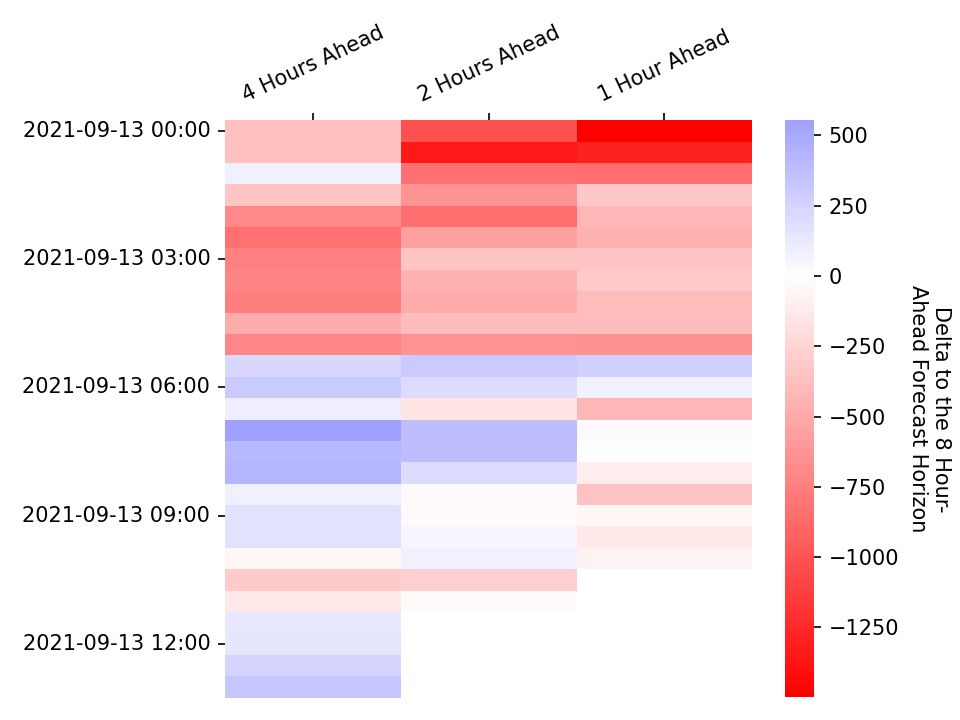 4 Hours Ahead
2 Hours Ahead
1 Hour Ahead
2021-09-13 00:00
2021-09-13 03:00
2021-09-13 06:00
2021-09-13 09:00
2021-09-13 12:00
500
250
0
−250
−500
−750
−1000
−1250
Delta to the 8 Hour-
Ahead Forecast Horizon